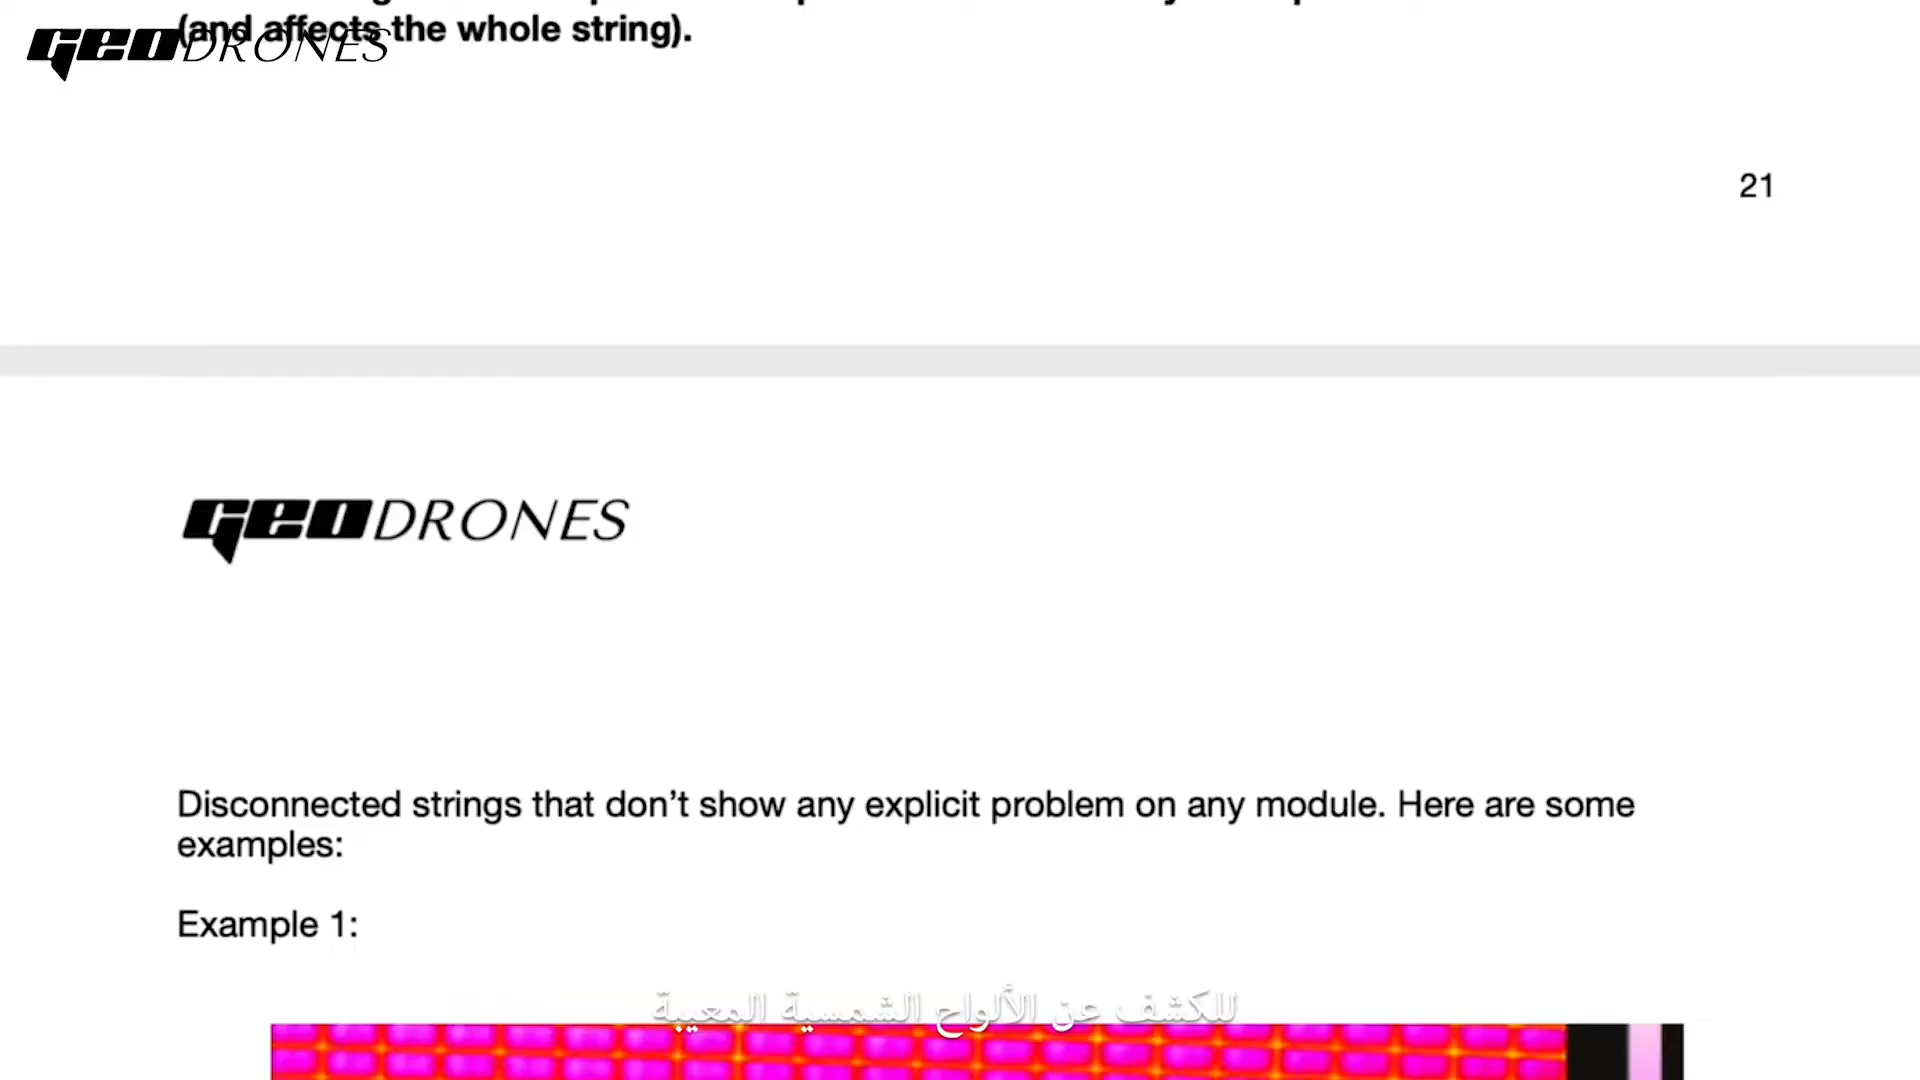 (and affects the whole string).
GEODRONES
21
GEODRONES
Disconnected strings that don’t show any explicit problem on any module. Here are some
examples:
Example 1:
للكشف عن الألواح الشمسية المعيبة